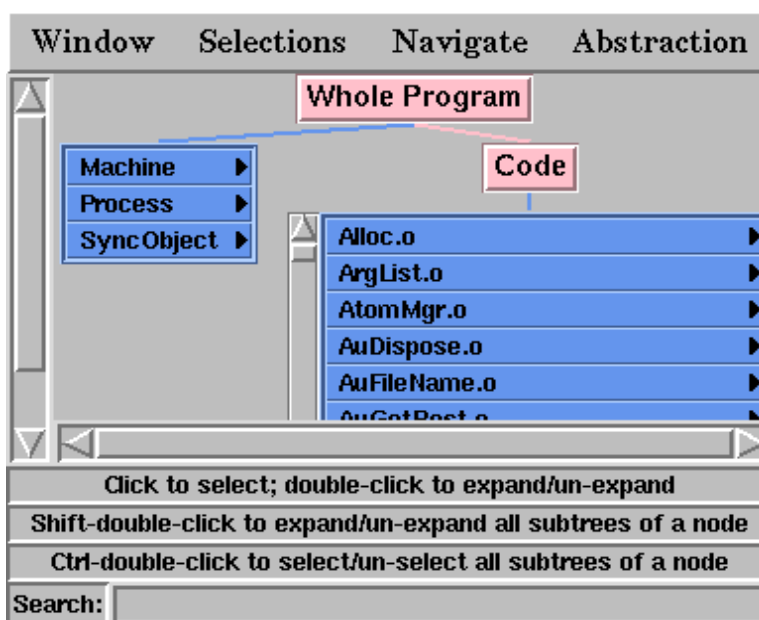 Window Selections Navigate Abstraction
Whole Program
Machine
Process
SyncObject
Code
Alloc.o
ArgList.o
AtomMgr.o
AuDispose.o
AuFileName.o
AuGetBest.o
Click to select; double-click to expand/un-expand
Shift-double-click to expand/un-expand all subtrees of a node
Ctrl-double-click to select/un-select all subtrees of a node
Search: